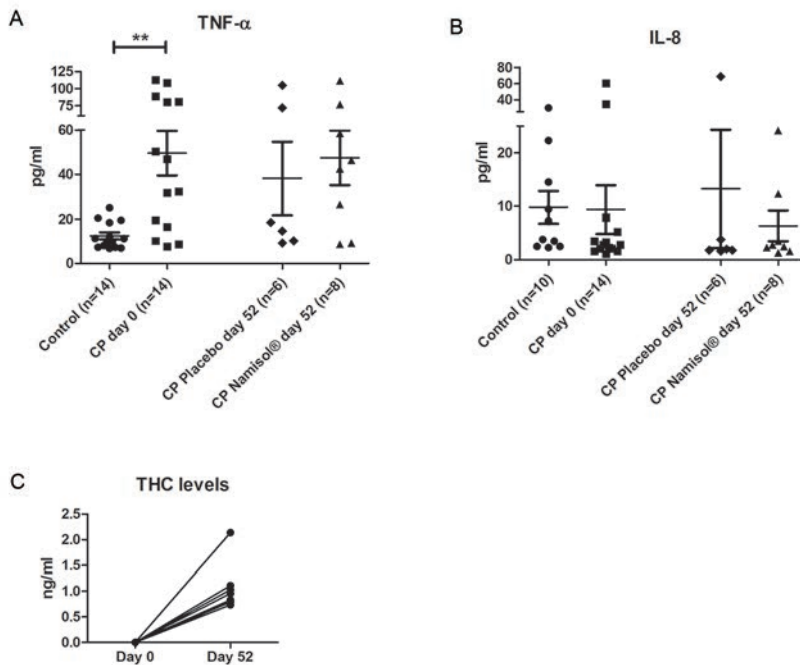 A
TNF-α
**
125
100
75
60
40
20
0
pg/ml
Control (n=14)
CP day 0 (n=14)
CP Placebo day 52 (n=6)
CP Namisol® day 52 (n=8)
B
IL-8
80
60
40
20
10
0
pg/ml
Control (n=10)
CP day 0 (n=14)
CP Placebo day 52 (n=6)
CP Namisol® day 52 (n=8)
C
THC levels
2.5
2.0
1.5
1.0
0.5
0.0
ng/ml
Day 0
Day 52